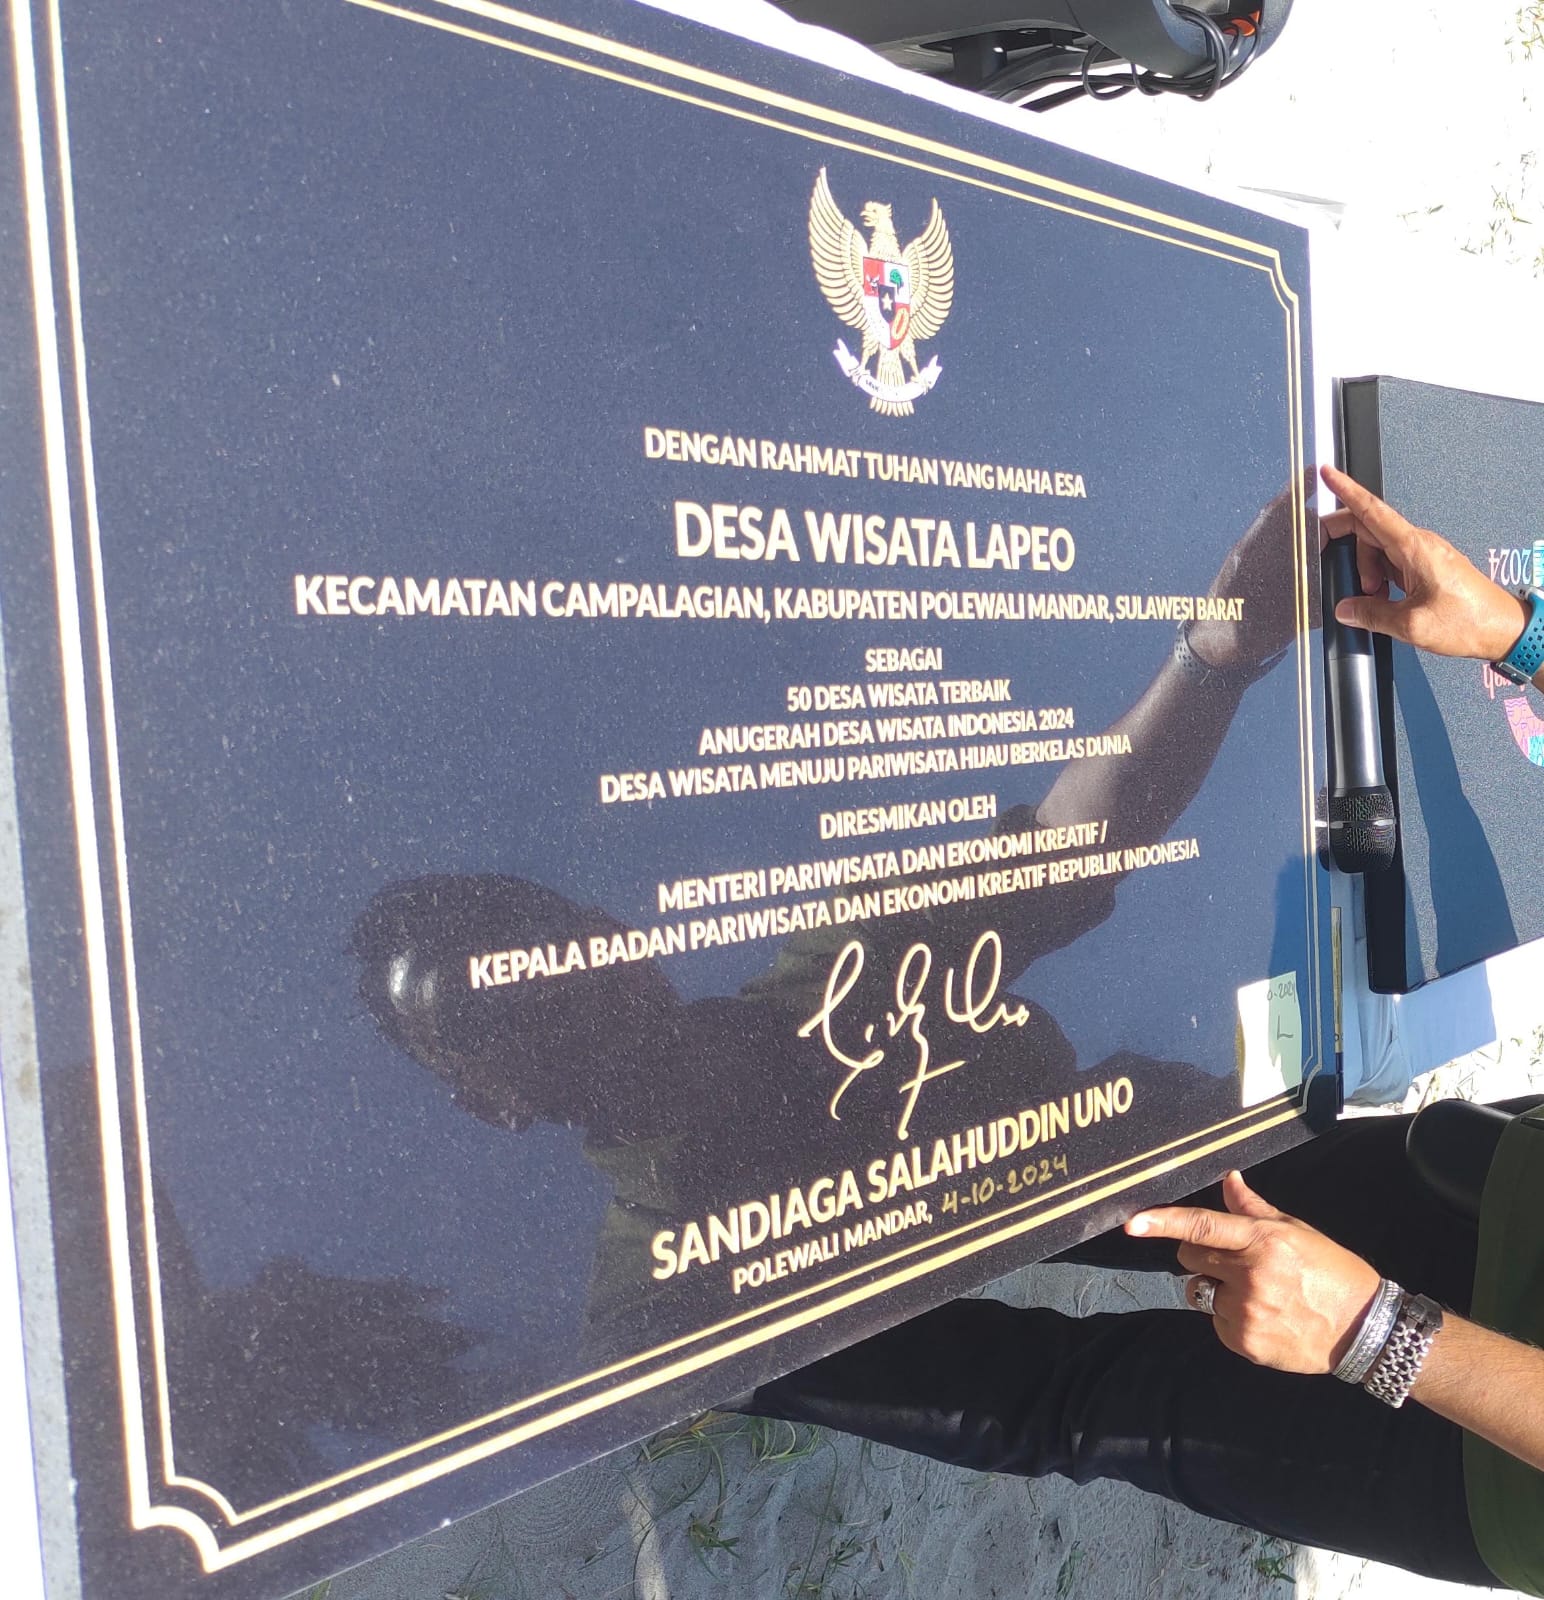 DENGAN RAHMAT TUHAN YANG MAHA ESA
DESA WISATA LAPEO
KECAMATAN CAMPALAGIAN, KABUPATEN POLEWALI MANDAR, SULAWESI BARAT
SEBAGAI
50 DESA WISATA TERBAIK
ANUGERAH DESA WISATA INDONESIA 2024
DESA WISATA MENUJU PARIWISATA HIJAU BERKELAS DUNIA
DIRESMIKAN OLEH
MENTERI PARIWISATA DAN EKONOMI KREATIF /
KEPALA BADAN PARIWISATA DAN EKONOMI KREATIF REPUBLIK INDONESIA
SANDIAGA SALAHUDDIN UNO
POLEWALI MANDAR, 4-10-2024
2024